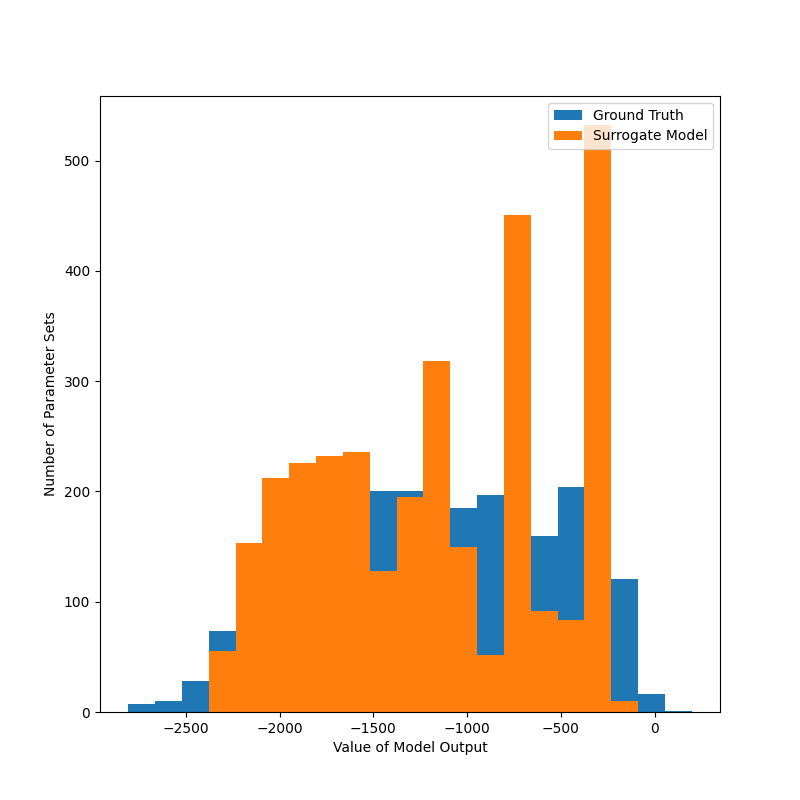 Ground Truth
Surrogate Model
500
400
300
200
100
0
Number of Parameter Sets
−2500 −2000 −1500 −1000 −500 0
Value of Model Output